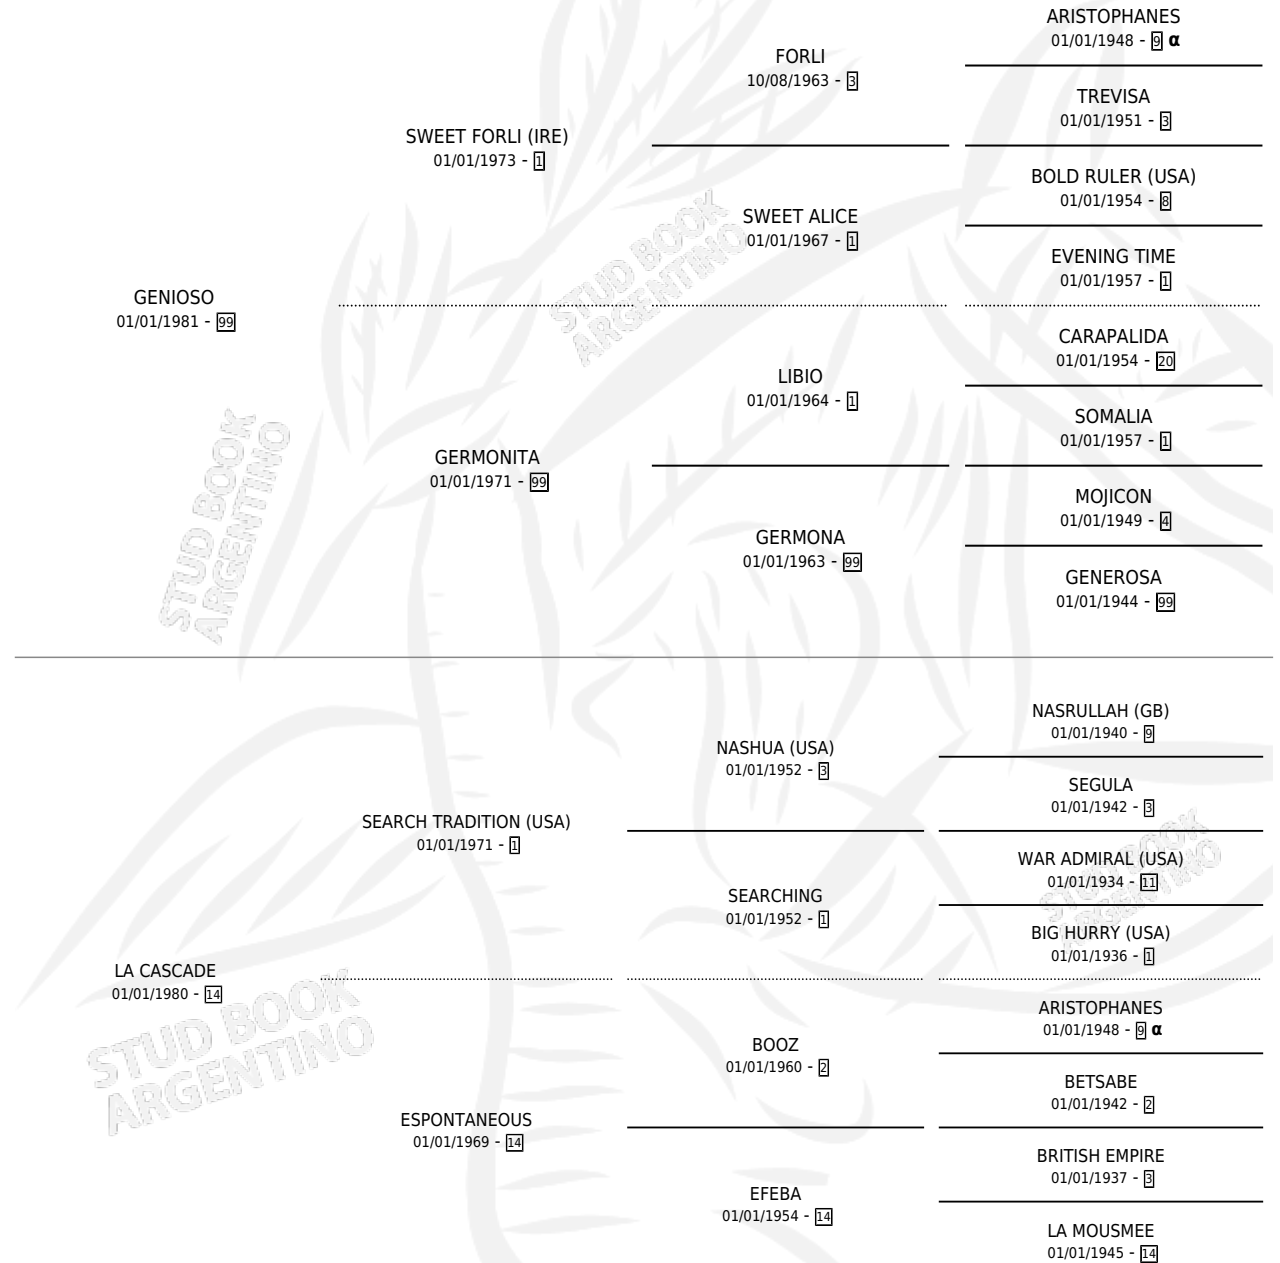 ARISTOPHANES
01/01/1948 - 9 α
FORLI
10/08/1963 - 3
TREVISA
01/01/1951 - 3
SWEET FORLI (IRE)
01/01/1973 - 1
BOLD RULER (USA)
01/01/1954 - 8
SWEET ALICE
01/01/1967 - 1
EVENING TIME
01/01/1957 - 1
GENIOSO
01/01/1981 - 99
CARAPALIDA
01/01/1954 - 20
LIBIO
01/01/1964 - 1
SOMALIA
01/01/1957 - 1
GERMONITA
01/01/1971 - 99
MOJICON
01/01/1949 - 4
GERMONA
01/01/1963 - 99
GENEROSA
01/01/1944 - 99
NASRULLAH (GB)
01/01/1940 - 9
NASHUA (USA)
01/01/1952 - 3
SEGULA
01/01/1942 - 3
SEARCH TRADITION (USA)
01/01/1971 - 1
WAR ADMIRAL (USA)
01/01/1934 - 11
SEARCHING
01/01/1952 - 1
BIG HURRY (USA)
01/01/1936 - 1
LA CASCADE
01/01/1980 - 14
ARISTOPHANES
01/01/1948 - 9 α
BOOZ
01/01/1960 - 2
BETSABE
01/01/1942 - 2
ESPONTANEOUS
01/01/1969 - 14
BRITISH EMPIRE
01/01/1937 - 3
EFEBA
01/01/1954 - 14
LA MOUSMEE
01/01/1945 - 14
STUD BOOK
ARGENTINO
STUD BOOK
ARGENTINO
STUD BOOK
ARGENTINO
STUD BOOK
ARGENTINO